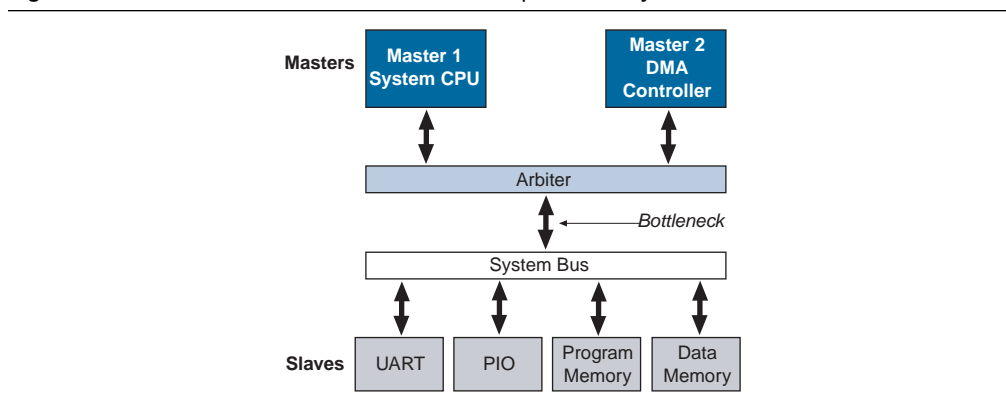 Masters
Master 1
System CPU
Master 2
DMA
Controller
Arbiter
Bottleneck
System Bus
Slaves
UART
PIO
Program
Memory
Data
Memory